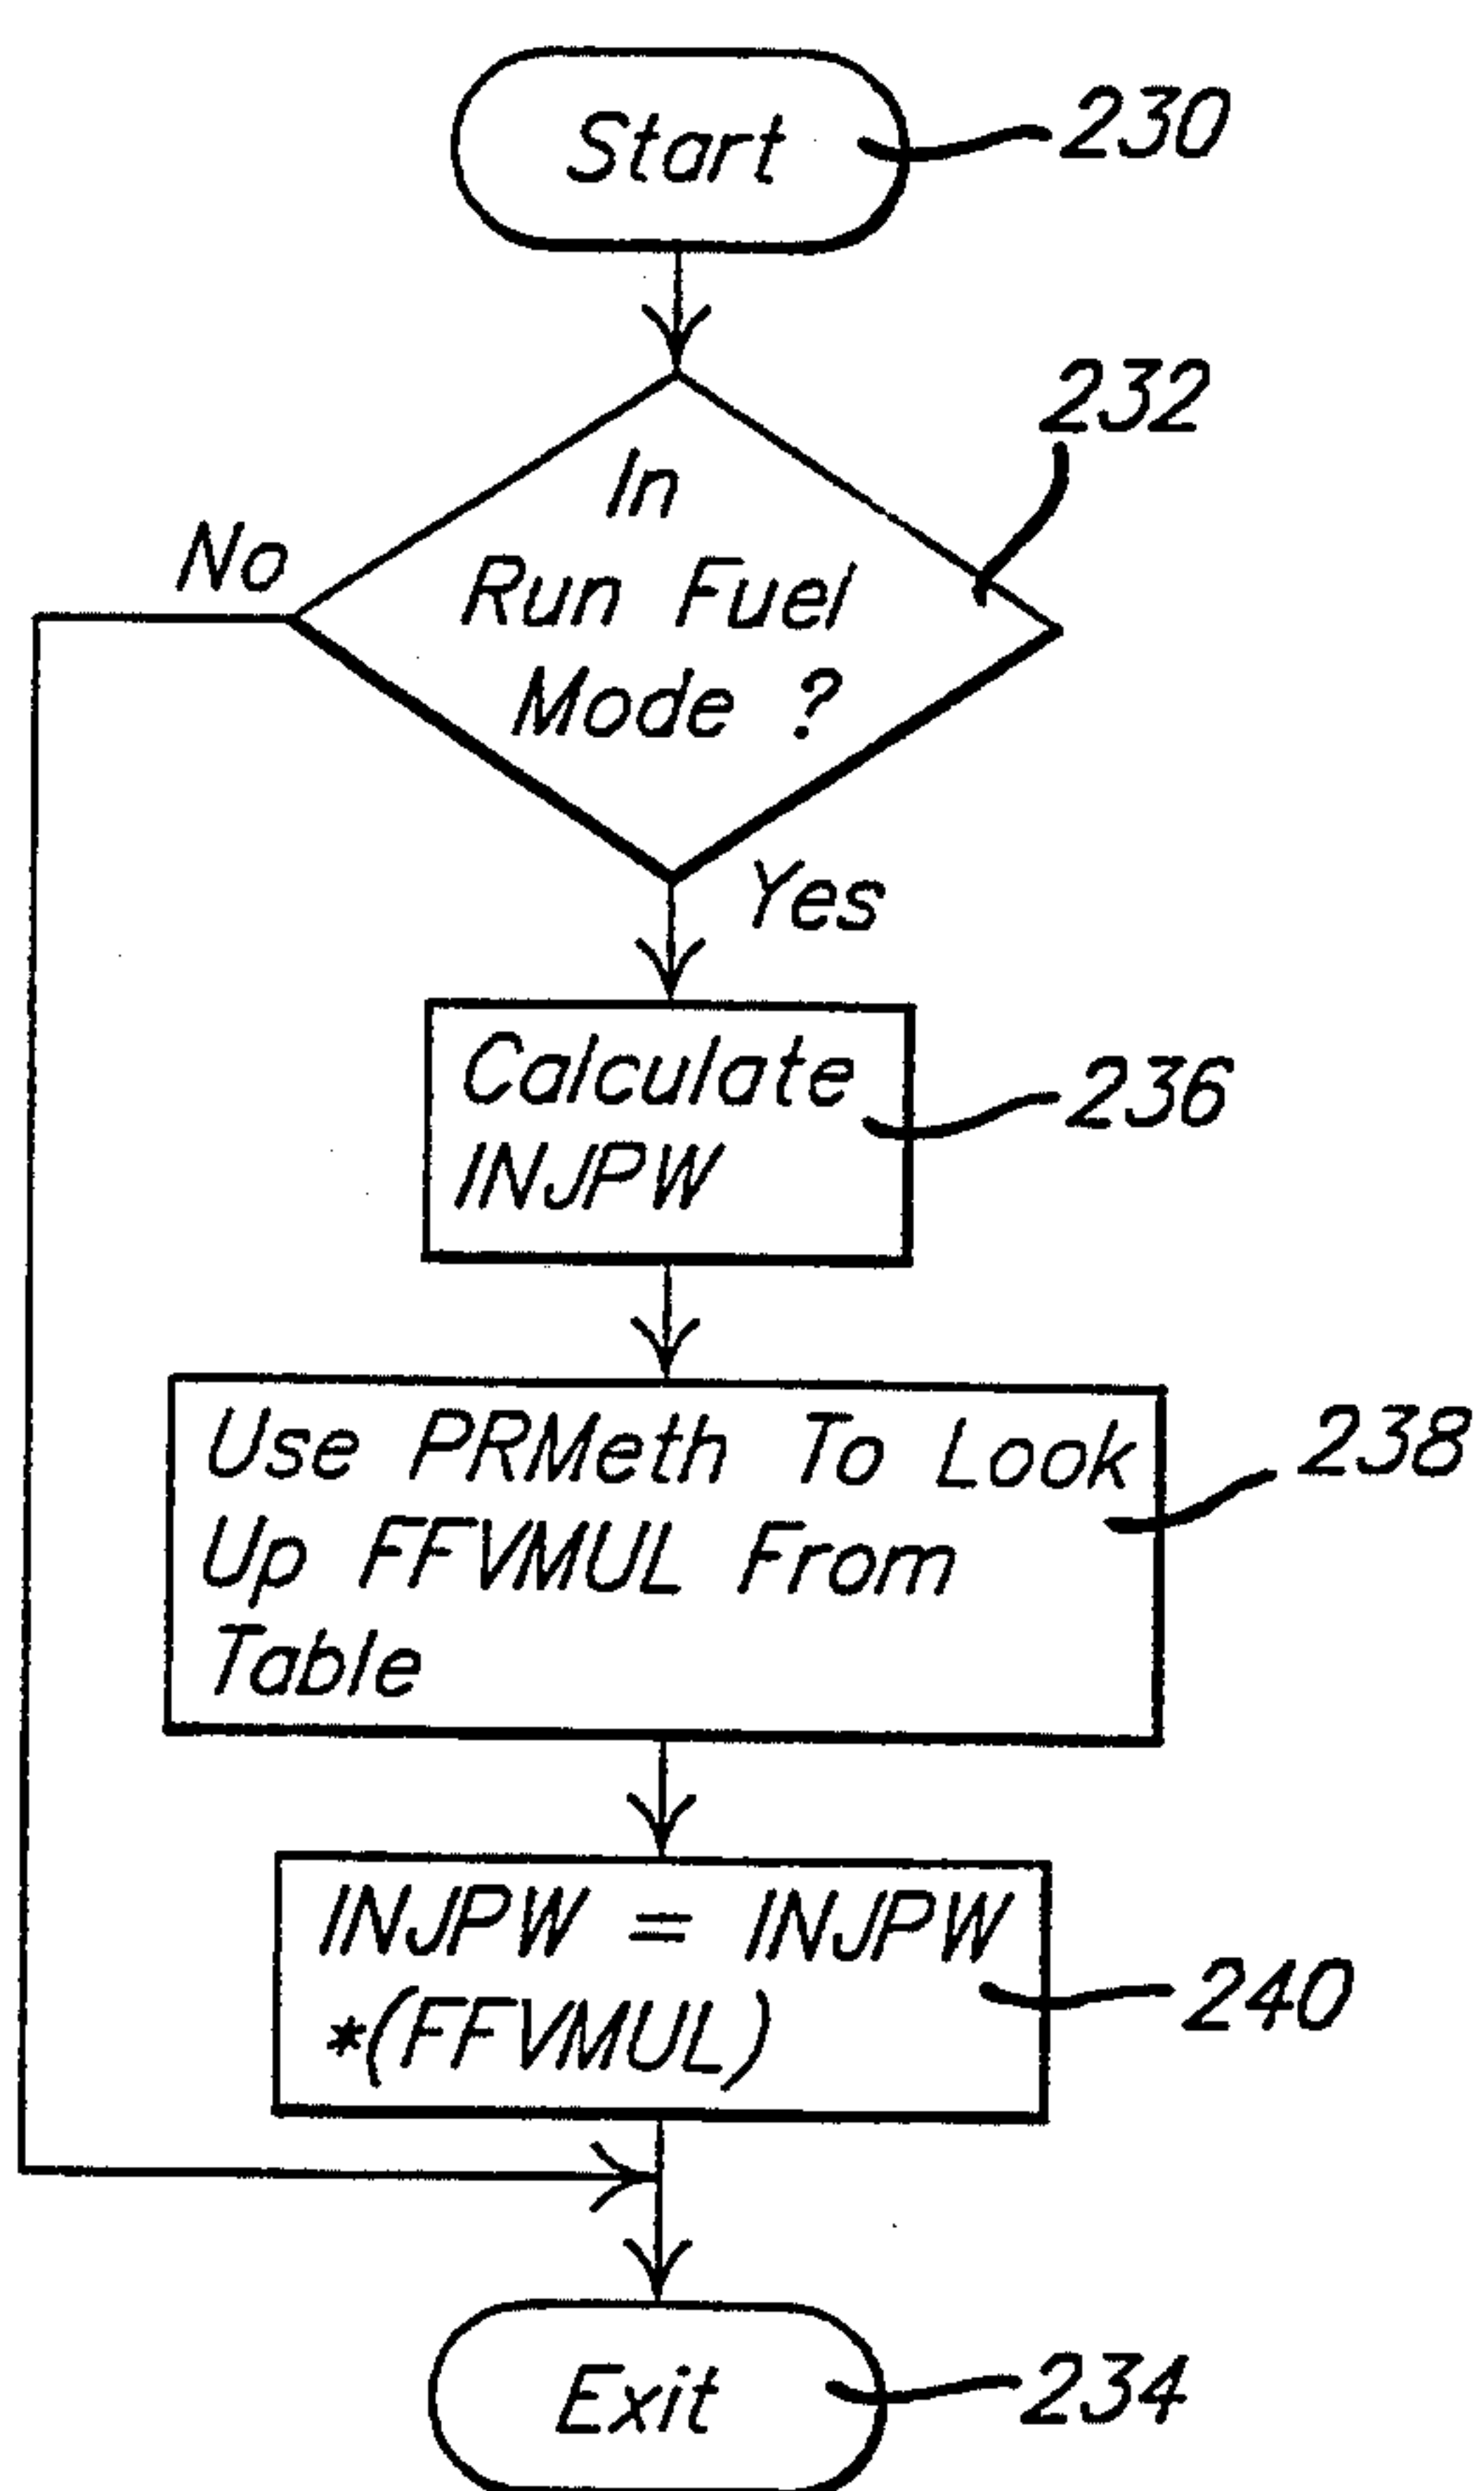 Start
230
232
In
Run Fuel
Mode ?
No
Yes
Calculate
INJPW
236
Use PRMeth To Look
Up FFVMUL From
Table
238
INJPW = INJPW
*(FFVMUL)
240
Exit
234